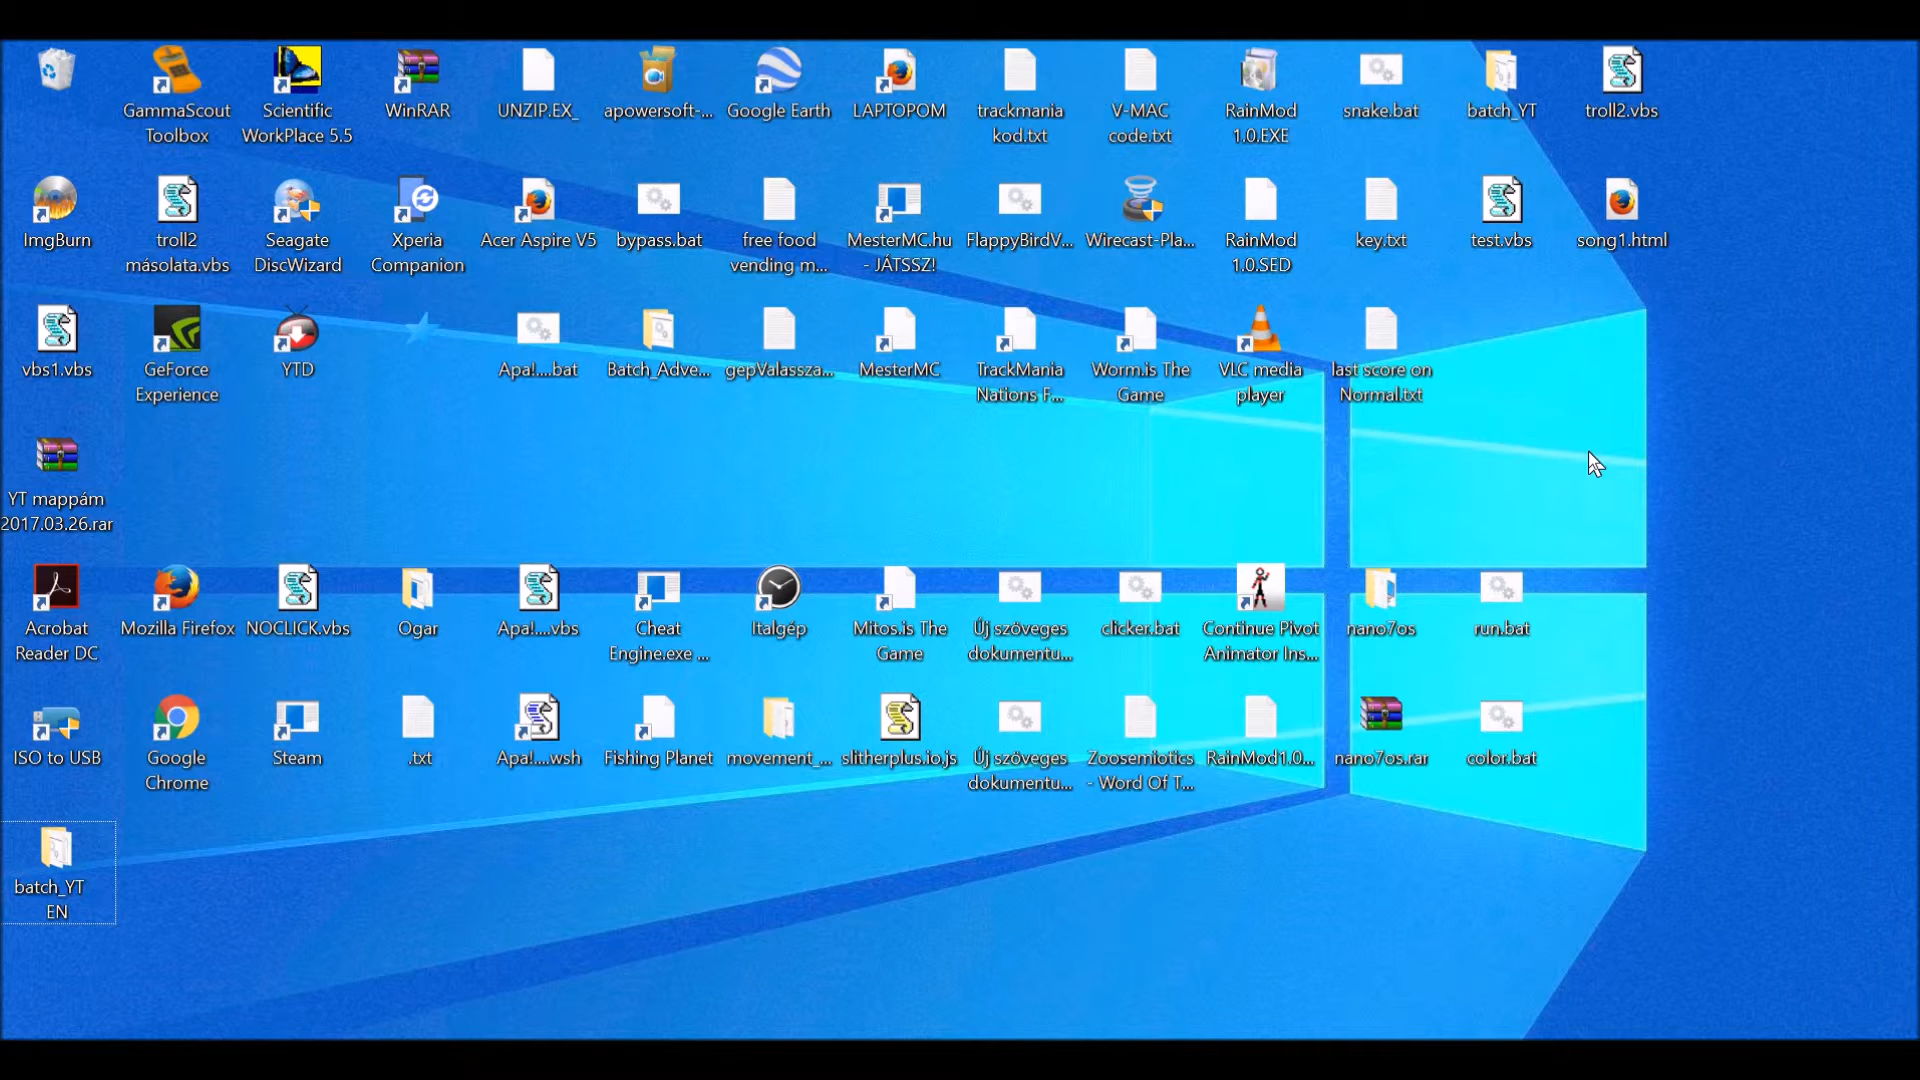 GammaScout
Toolbox
Scientific
WorkPlace 5.5
WinRAR
UNZIP.EX_
apowersoft-...
Google Earth
LAPTOPOM
trackmania
kod.txt
V-MAC
code.txt
RainMod
1.0.EXE
snake.bat
batch_YT
troll2.vbs
ImgBurn
troll2
másolata.vbs
Seagate
DiscWizard
Xperia
Companion
Acer Aspire V5
bypass.bat
free food
vending m...
MesterMC.hu
- JÁTSSZ!
FlappyBirdV...
Wirecast-Pla...
RainMod
1.0.SED
key.txt
test.vbs
song1.html
vbs1.vbs
GeForce
Experience
YTD
Apa!....bat
Batch_Adve...
gepValassza...
MesterMC
TrackMania
Nations F...
Worm.is The
Game
VLC media
player
last score on
Normal.txt
YT mappám
2017.03.26.rar
Acrobat
Reader DC
Mozilla Firefox
NOCLICK.vbs
Ogar
Apa!....vbs
Cheat
Engine.exe ...
Italgép
Mitos.is The
Game
Új szöveges
dokumentu...
clicker.bat
Continue Pivot
Animator Ins...
nano7os
run.bat
ISO to USB
Google
Chrome
Steam
.txt
Apa!....wsh
Fishing Planet
movement_...
slitherplus.io.js
Új szöveges
dokumentu...
Zoosemiotics
- Word Of T...
RainMod1.0...
nano7os.rar
color.bat
batch_YT
EN